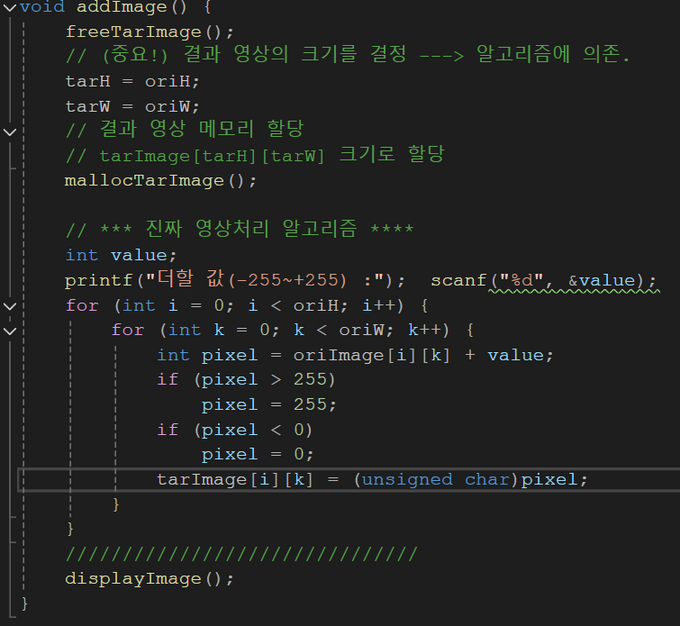 void addImage() {
freeTarImage();
// (중요!) 결과 영상의 크기를 결정 ---> 알고리즘에 의존.
tarH = oriH;
tarW = oriW;
// 결과 영상 메모리 할당
// tarImage[tarH][tarW] 크기로 할당
mallocTarImage();
// *** 진짜 영상처리 알고리즘 ****
int value;
printf("더할 값(-255~+255) :");  scanf("%d", &value);
for (int i = 0; i < oriH; i++) {
for (int k = 0; k < oriW; k++) {
int pixel = oriImage[i][k] + value;
if (pixel > 255)
pixel = 255;
if (pixel < 0)
pixel = 0;
tarImage[i][k] = (unsigned char)pixel;
}
}
///////////////////////////////
displayImage();
}